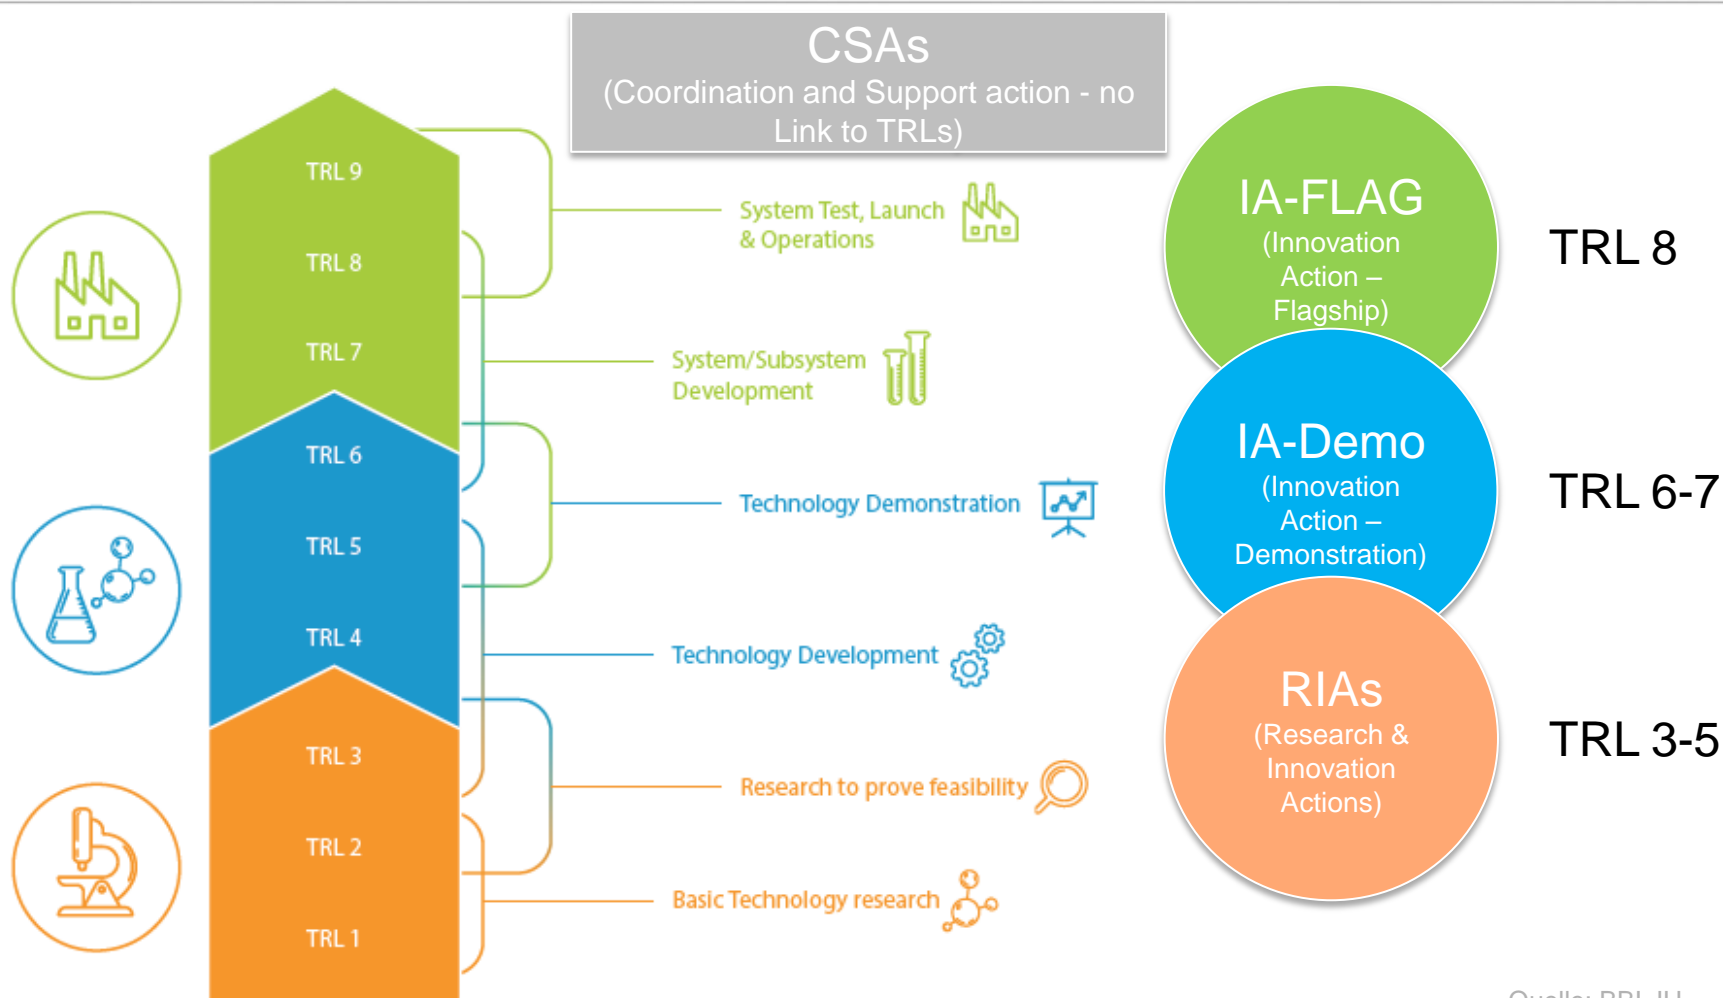 CSAs
(Coordination and Support action - no
Link to TRLs)
TRL 9
TRL 8
TRL 7
TRL 6
TRL 5
TRL 4
TRL 3
TRL 2
TRL 1
System Test, Launch
& Operations
System/Subsystem
Development
Technology Demonstration
Technology Development
Research to prove feasibility
Basic Technology research
IA-FLAG
(Innovation
Action –
Flagship)
TRL 8
IA-Demo
(Innovation
Action –
Demonstration)
TRL 6-7
RIAs
(Research &
Innovation
Actions)
TRL 3-5